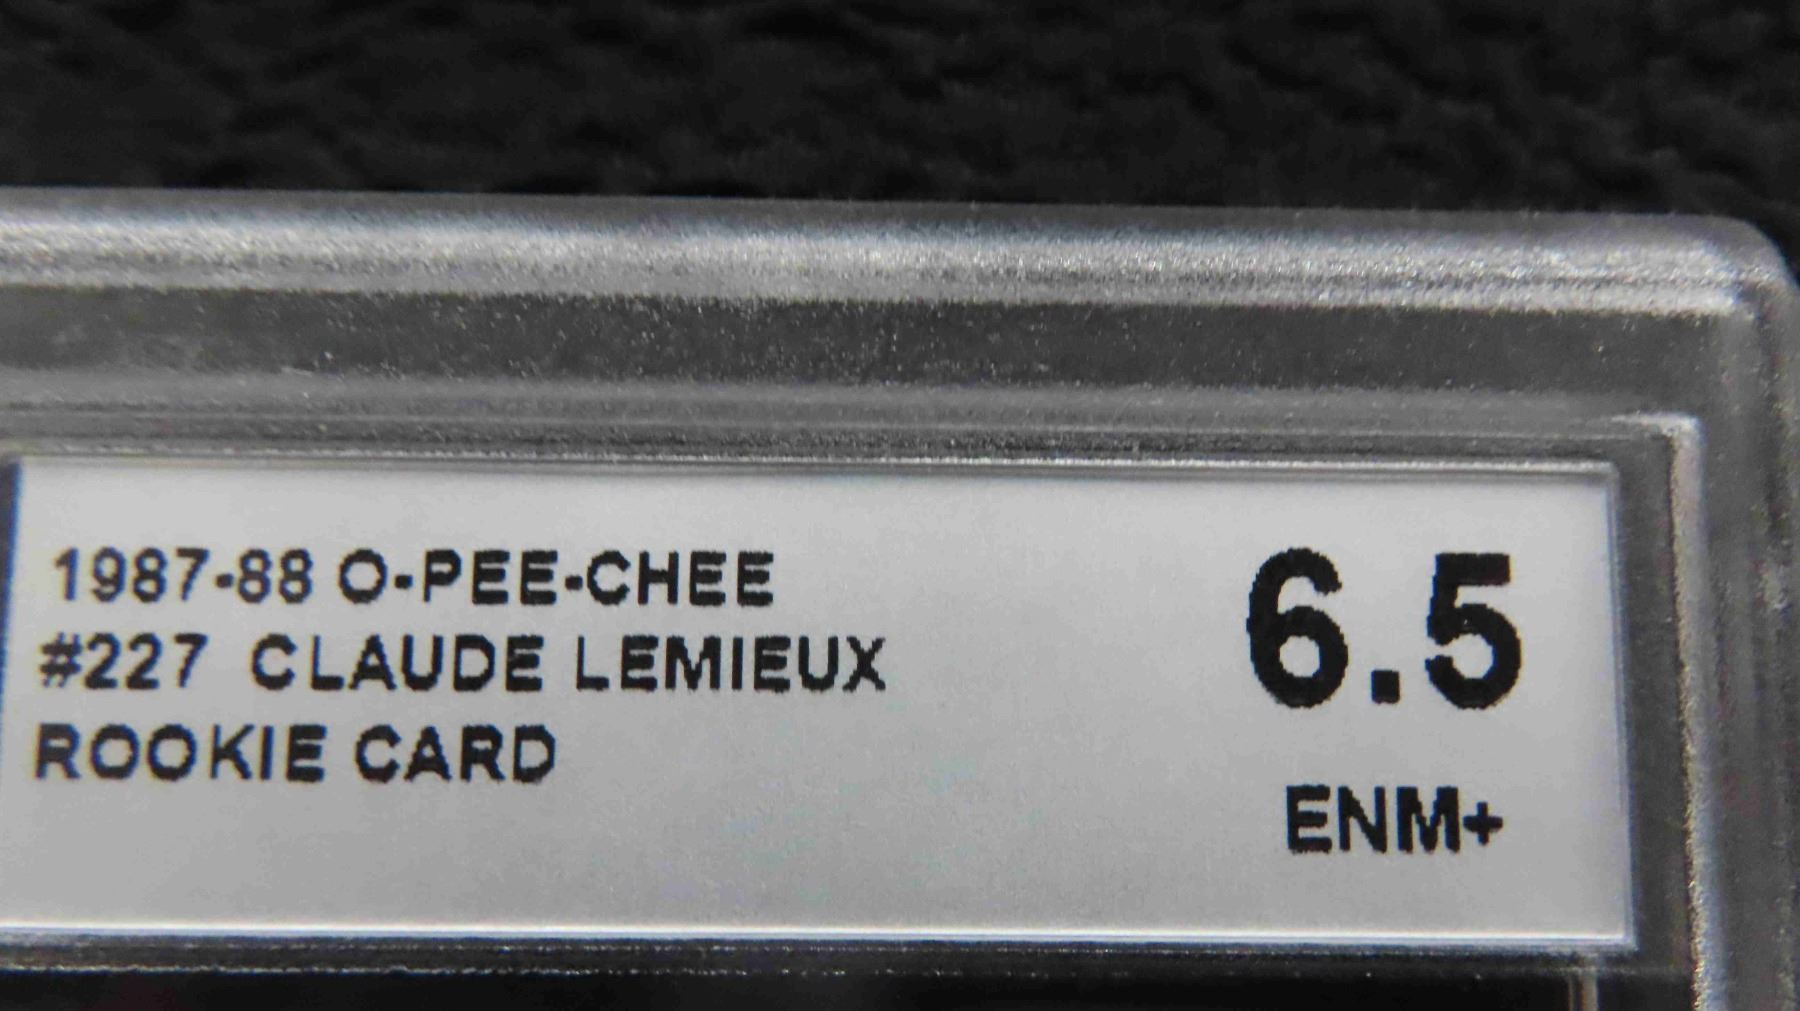 1987-88 O-PEE-CHEE
#227 CLAUDE LEMIEUX
ROOKIE CARD
6.5
ENM+